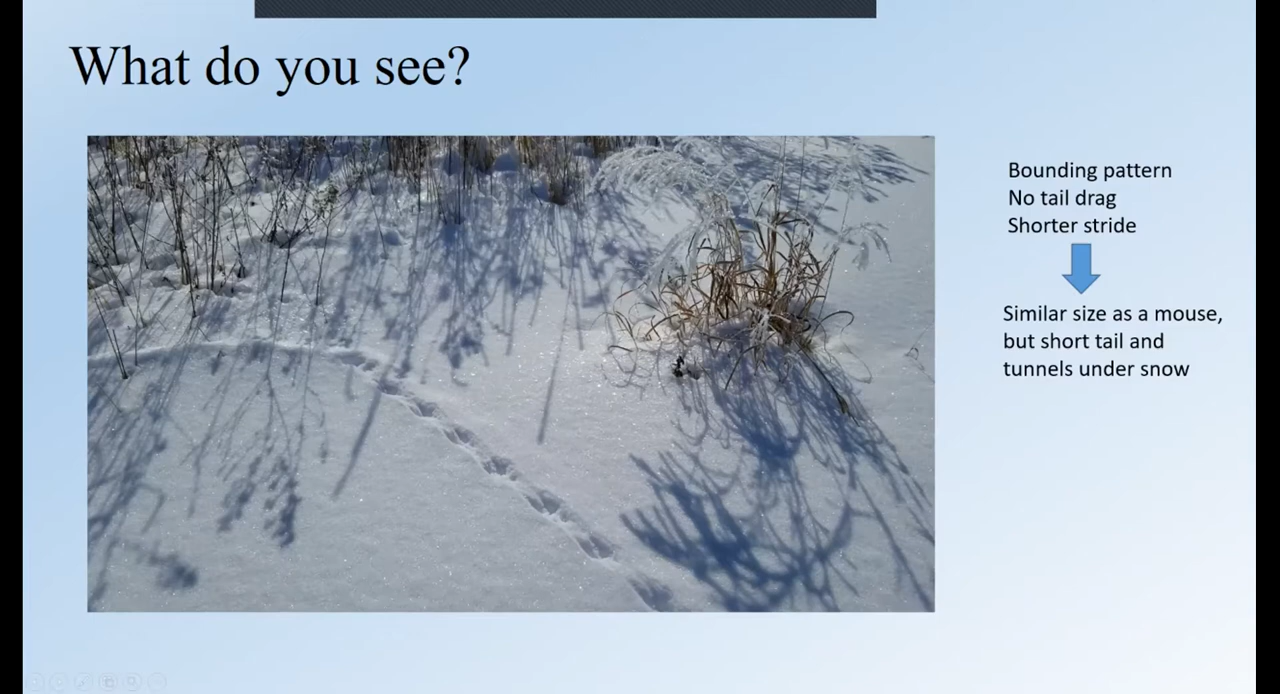 What do you see?
Bounding pattern
No tail drag
Shorter stride
Similar size as a mouse,
but short tail and
tunnels under snow